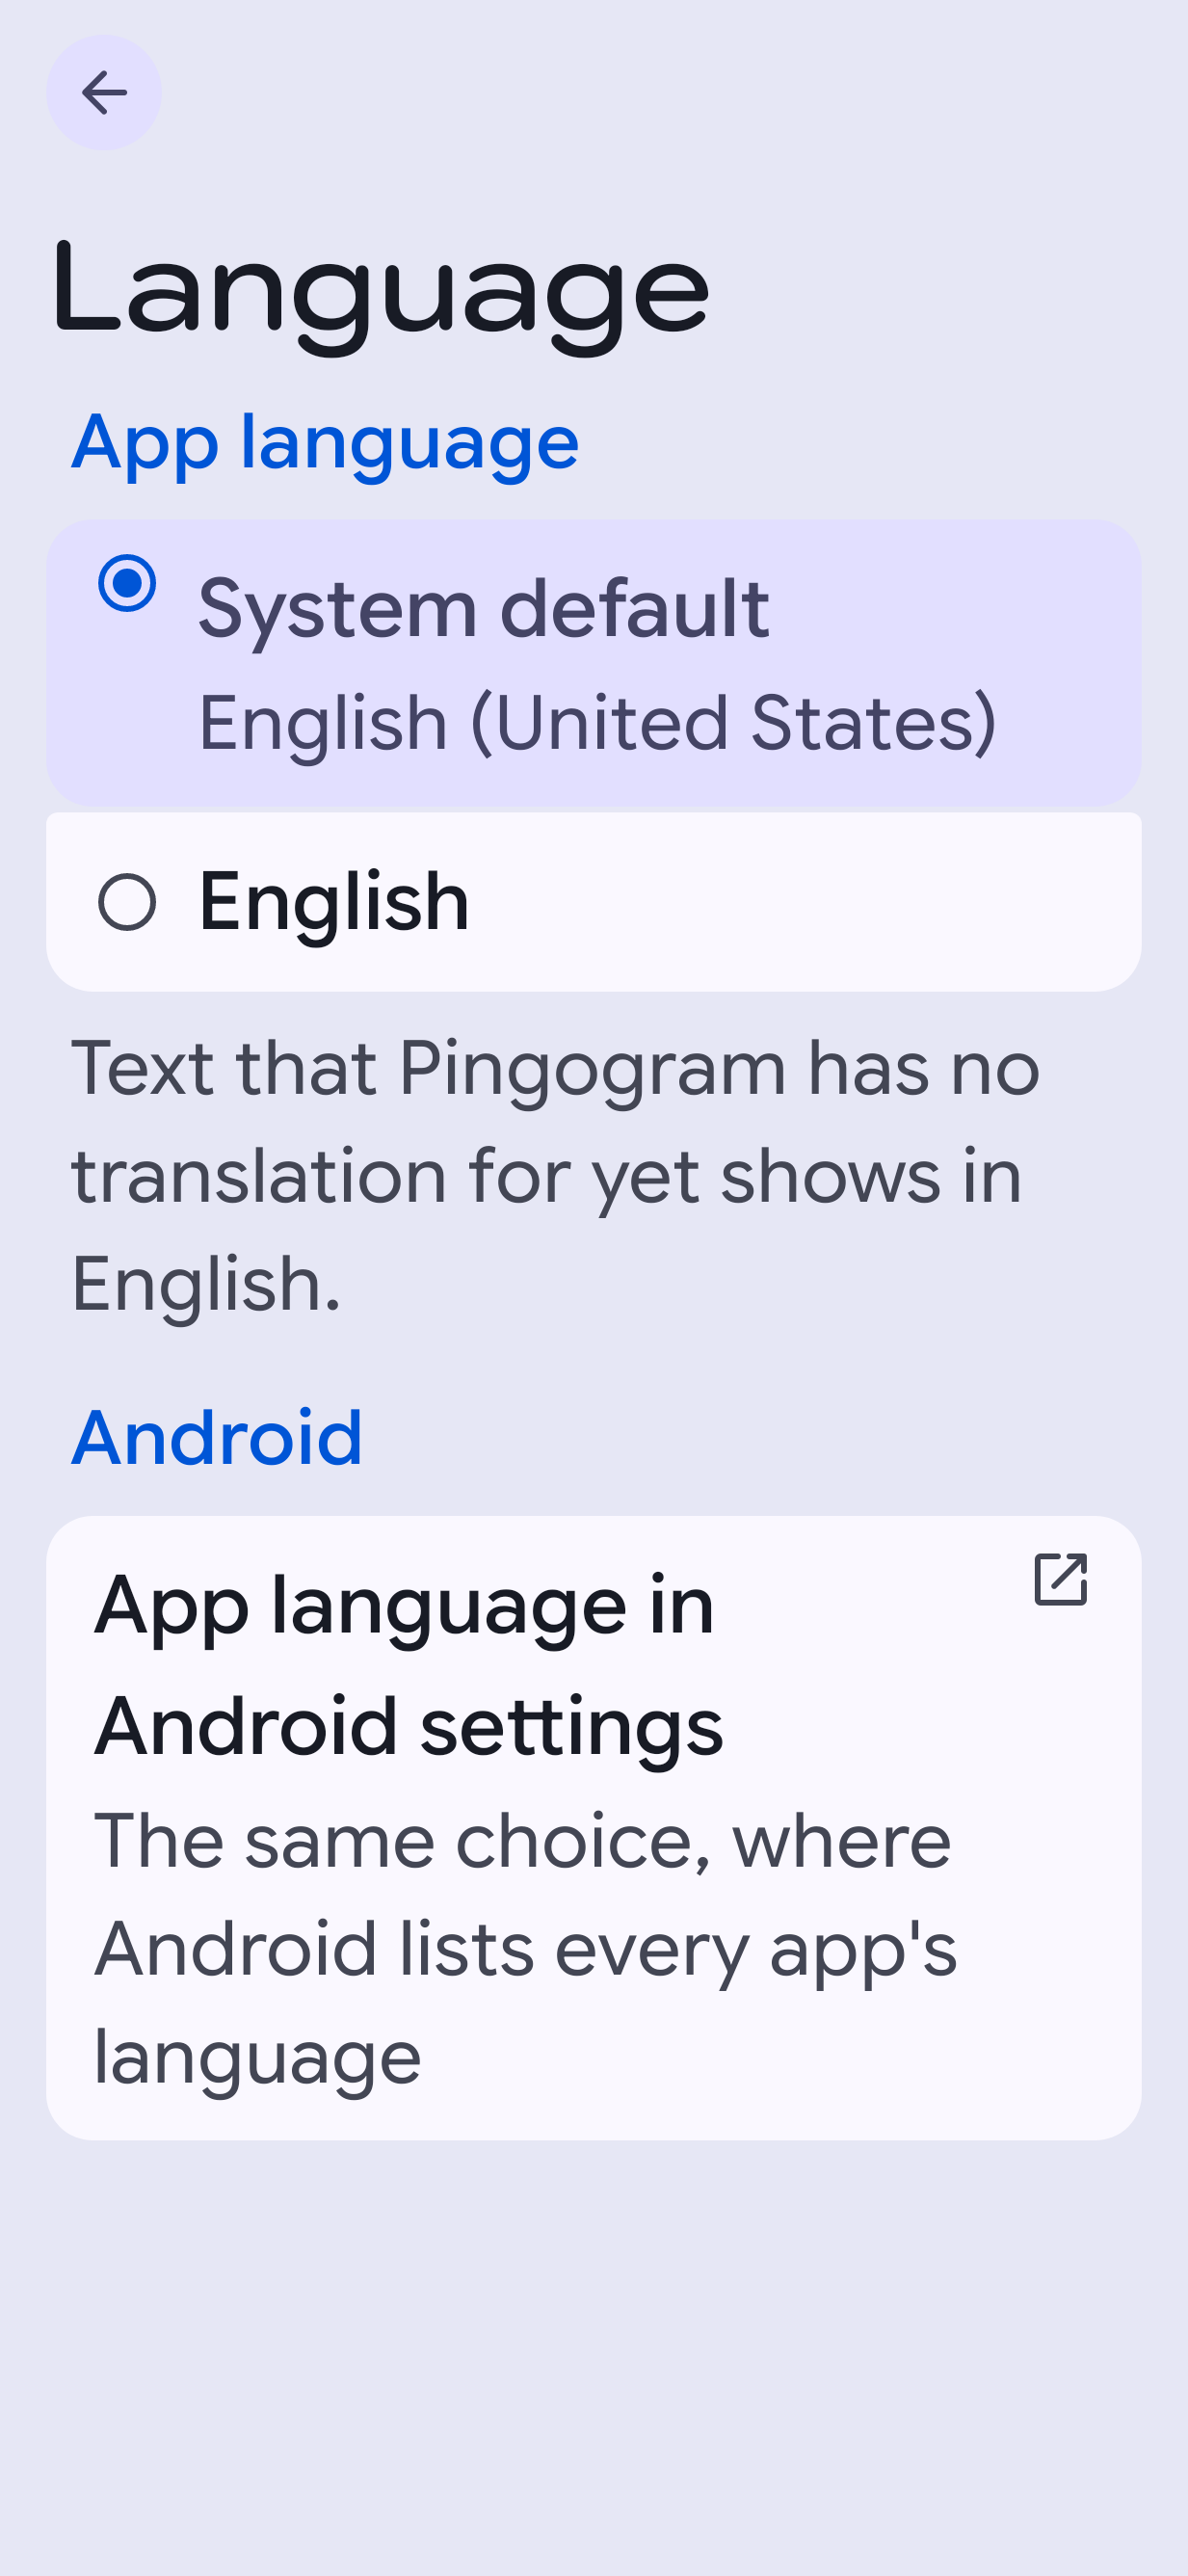 Language
App language
System default
English (United States)
English
Text that Pingogram has no
translation for yet shows in
English.
Android
App language in
Android settings
The same choice, where
Android lists every app's
language